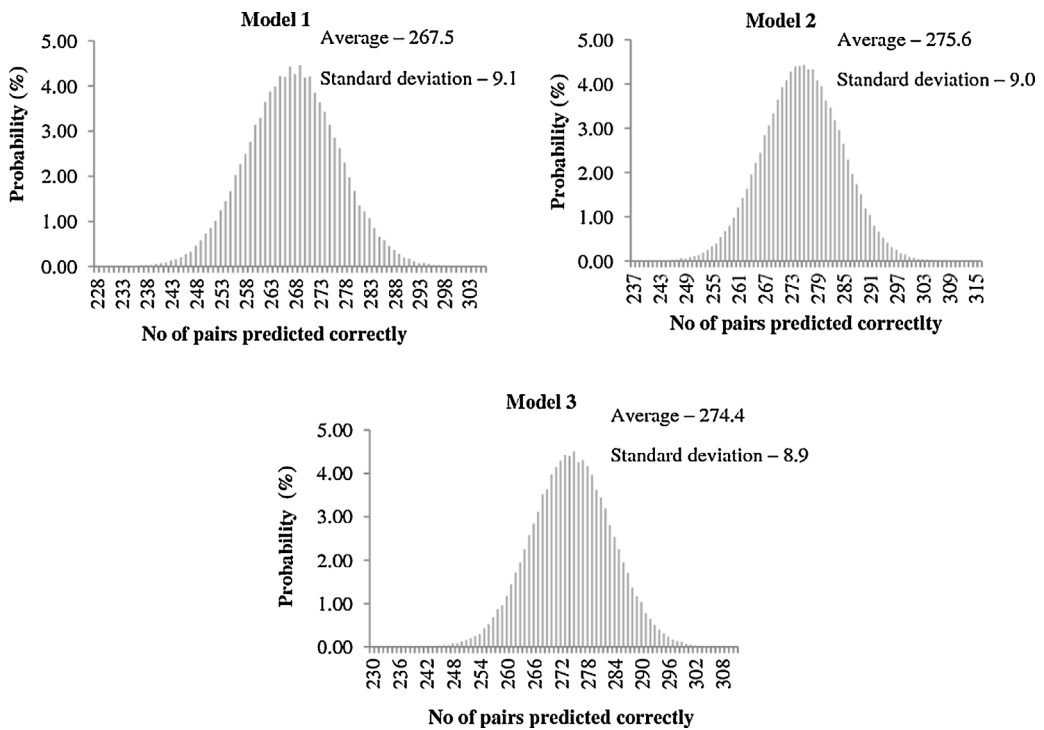 Model 1
Average – 267.5
Standard deviation – 9.1
Probability (%)
5.00
4.00
3.00
2.00
1.00
0.00
228 233 238 243 248 253 258 263 268 273 278 283 288 293 298 303
No of pairs predicted correctly
Model 2
Average – 275.6
Standard deviation – 9.0
Probability (%)
5.00
4.00
3.00
2.00
1.00
0.00
237 243 249 255 261 267 273 279 285 291 297 303 309 315
No of pairs predicted correctlty
Model 3
Average – 274.4
Standard deviation – 8.9
Probability (%)
5.00
4.00
3.00
2.00
1.00
0.00
230 236 242 248 254 260 266 272 278 284 290 296 302 308
No of pairs predicted correctly